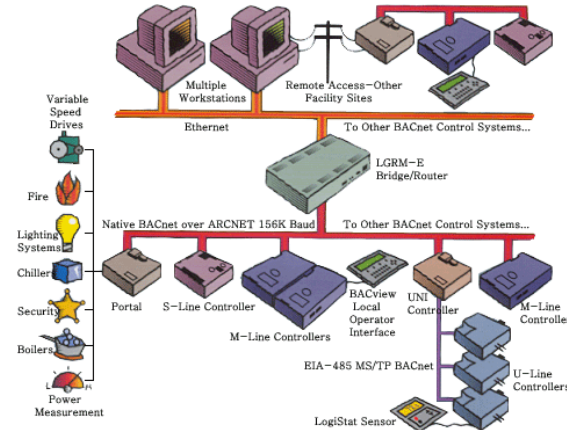 Multiple
Workstations
Remote Access-Other
Facility Sites
Variable
Speed
Drives
Ethernet
To Other BACnet Control Systems...
LGRM-E
Bridge/Router
Fire
Native BACnet over ARCNET 156K Baud
To Other BACnet Control Systems...
Lighting
Systems
Chiller
Portal
S-Line Controller
M-Line Controllers
BACview
Local
Operator
Interface
UNI
Controller
M-Line
Controller
Security
Boilers
EIA-485 MS/TP BACnet
U-Line
Controllers
L
H
Power
Measurement
LogiStat Sensor